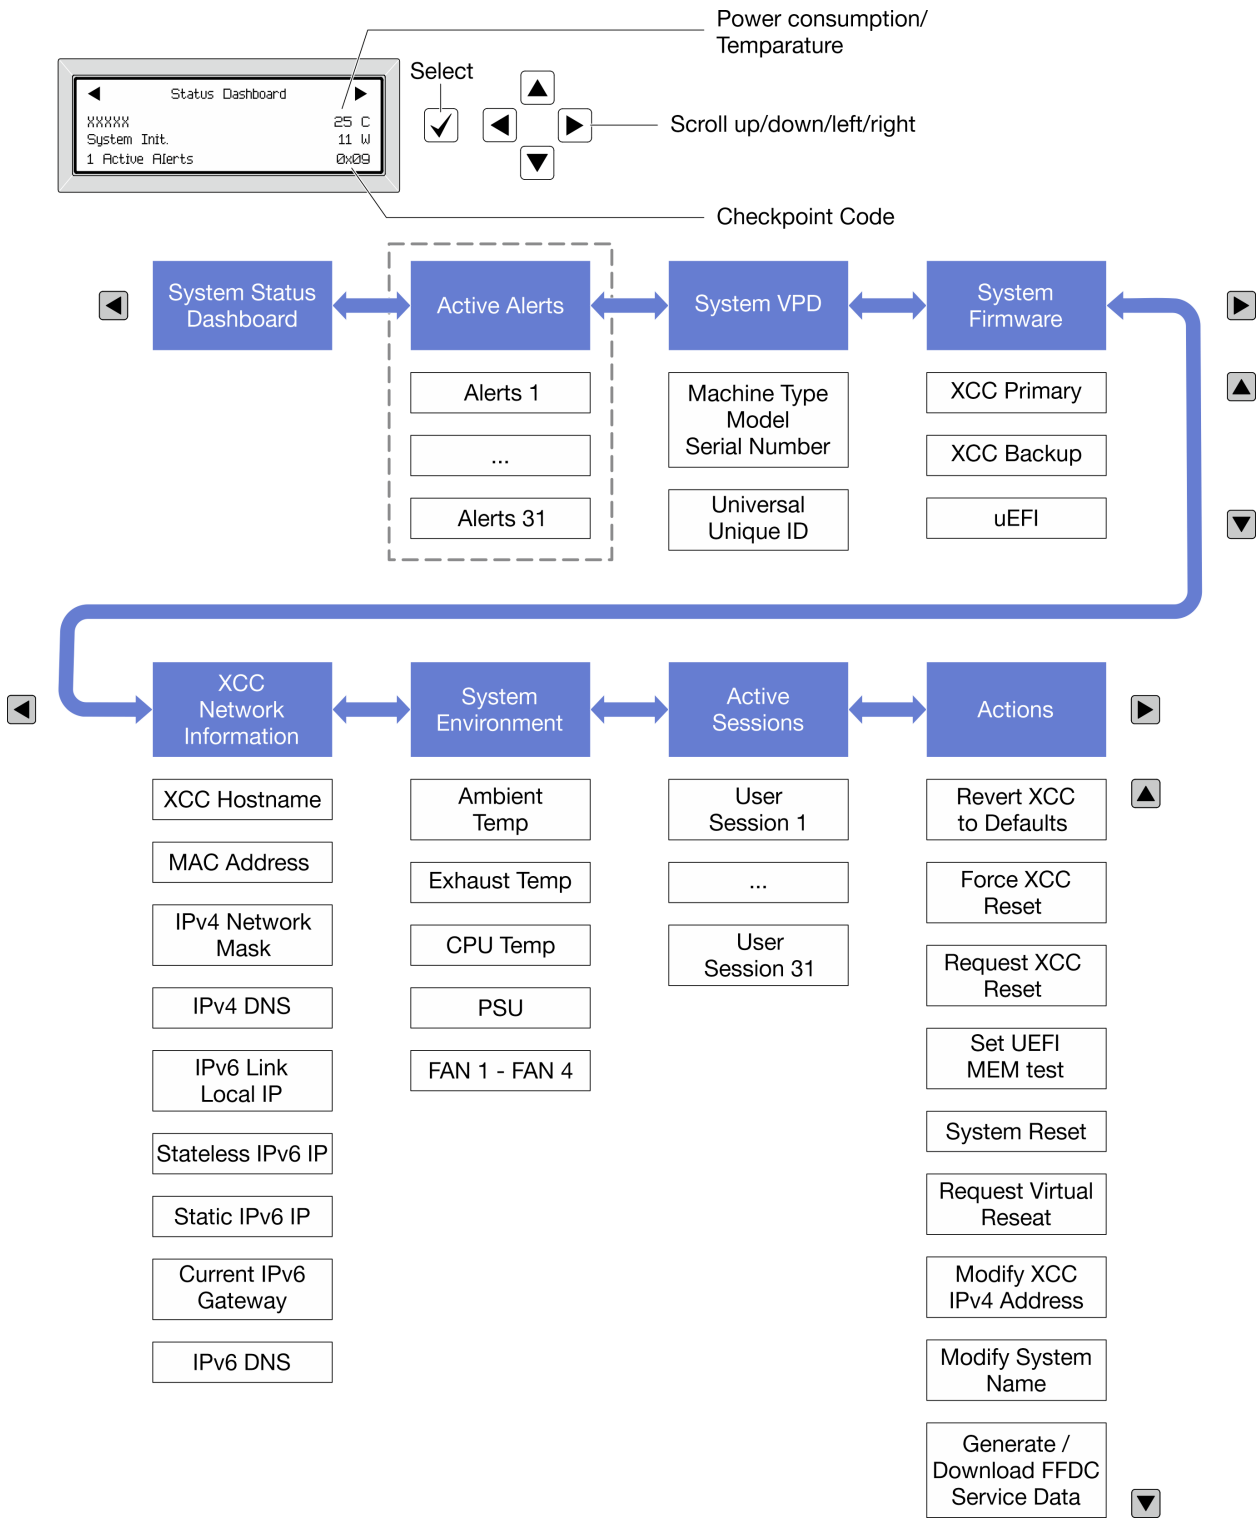 Power consumption/
Temparature
Select
Status Dashboard
XXXXX 25 C
System Init. 11 W
1 Active Alerts 0x09
Scroll up/down/left/right
Checkpoint Code
System Status
Dashboard
Active Alerts
System VPD
System
Firmware
Alerts 1
...
Alerts 31
Machine Type
Model
Serial Number
Universal
Unique ID
XCC Primary
XCC Backup
uEFI
XCC
Network
Information
System
Environment
Active
Sessions
Actions
XCC Hostname
MAC Address
IPv4 Network
Mask
IPv4 DNS
IPv6 Link
Local IP
Stateless IPv6 IP
Static IPv6 IP
Current IPv6
Gateway
IPv6 DNS
Ambient
Temp
Exhaust Temp
CPU Temp
PSU
FAN 1 - FAN 4
User
Session 1
...
User
Session 31
Revert XCC
to Defaults
Force XCC
Reset
Request XCC
Reset
Set UEFI
MEM test
System Reset
Request Virtual
Reseat
Modify XCC
IPv4 Address
Modify System
Name
Generate /
Download FFDC
Service Data